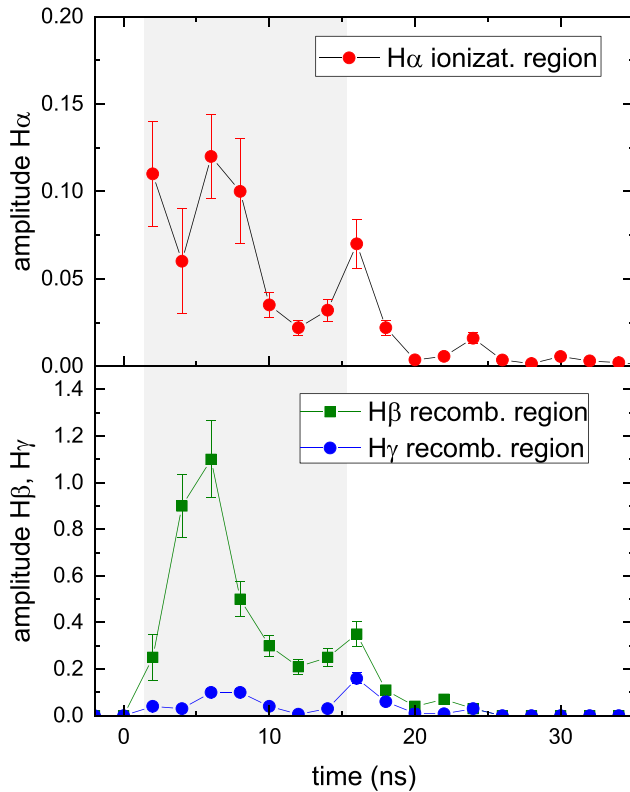 0.20
Hα ionizat. region
0.15
amplitude Hα
0.10
0.05
0.00
1.4
Hβ recomb. region
Hγ recomb. region
1.2
1.0
amplitude Hβ, Hγ
0.8
0.6
0.4
0.2
0.0
0 10 20 30
time (ns)